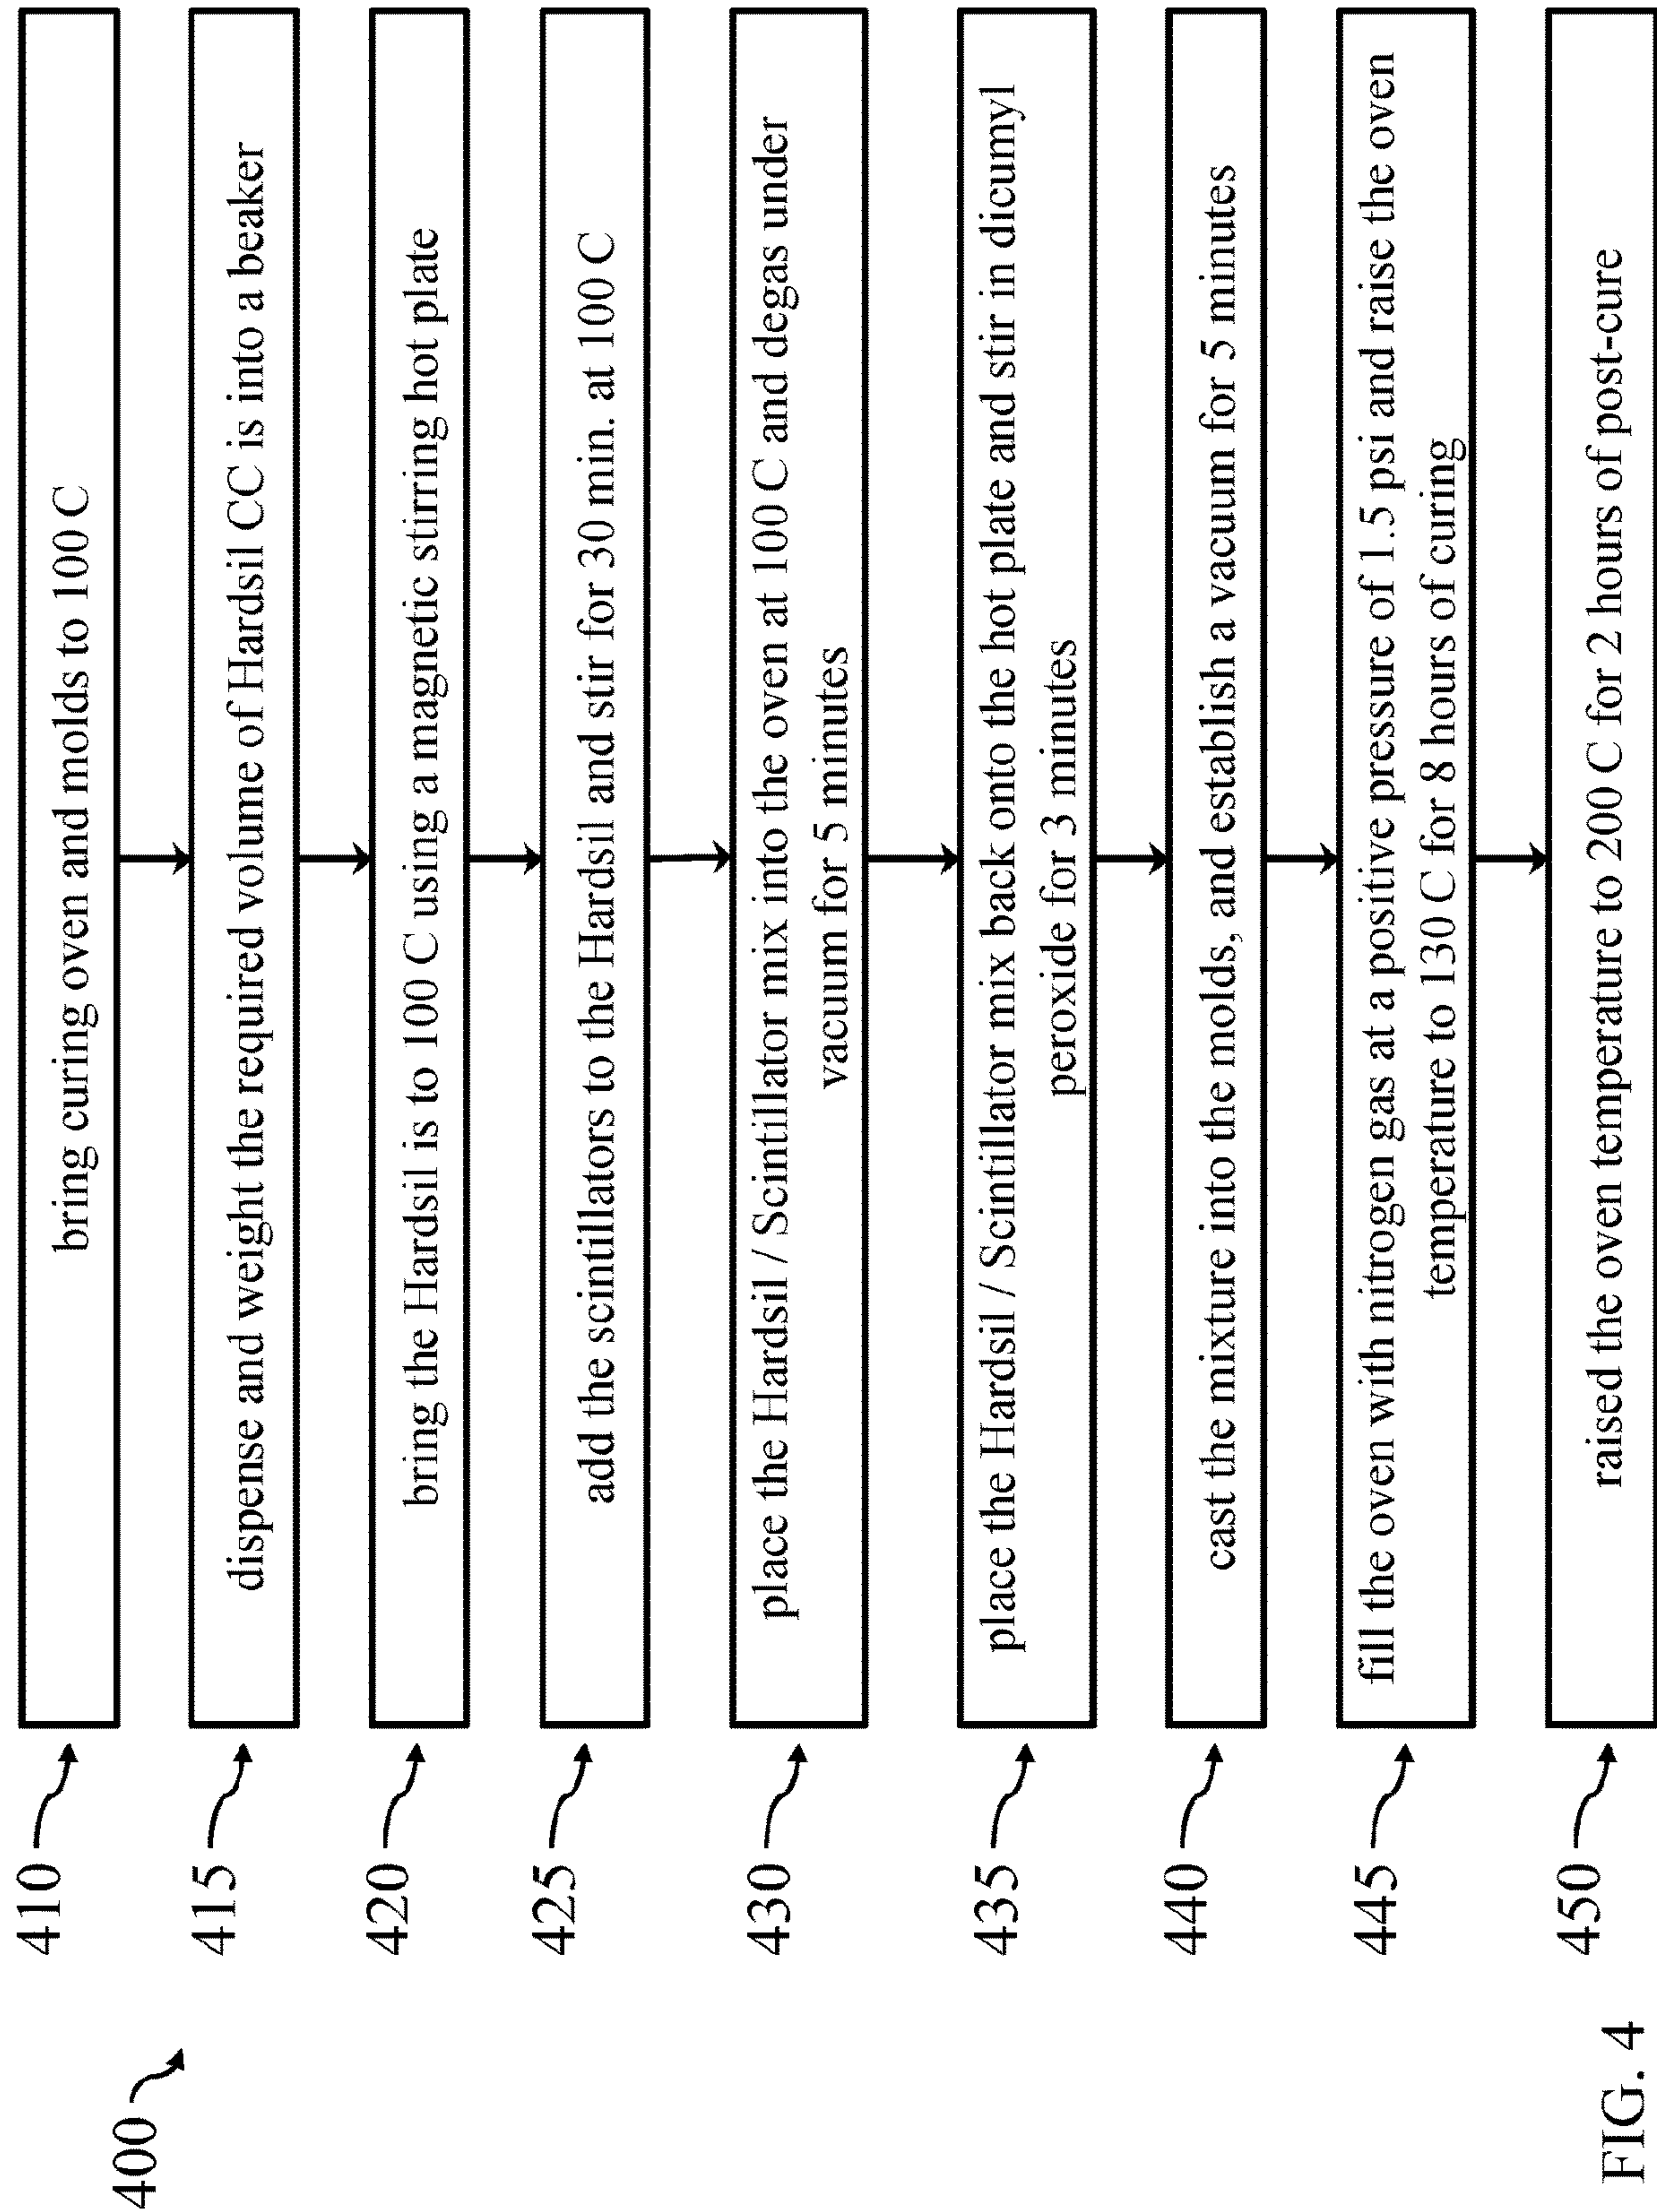 400
410
bring curing oven and molds to 100 C
415
dispense and weight the required volume of Hardsil CC is into a beaker
420
bring the Hardsil is to 100 C using a magnetic stirring hot plate
425
add the scintillators to the Hardsil and stir for 30 min. at 100 C
430
place the Hardsil / Scintillator mix into the oven at 100 C and degas under
vacuum for 5 minutes
435
place the Hardsil / Scintillator mix back onto the hot plate and stir in dicumyl
peroxide for 3 minutes
440
cast the mixture into the molds, and establish a vacuum for 5 minutes
445
fill the oven with nitrogen gas at a positive pressure of 1.5 psi and raise the oven
temperature to 130 C for 8 hours of curing
450
raised the oven temperature to 200 C for 2 hours of post-cure
FIG. 4